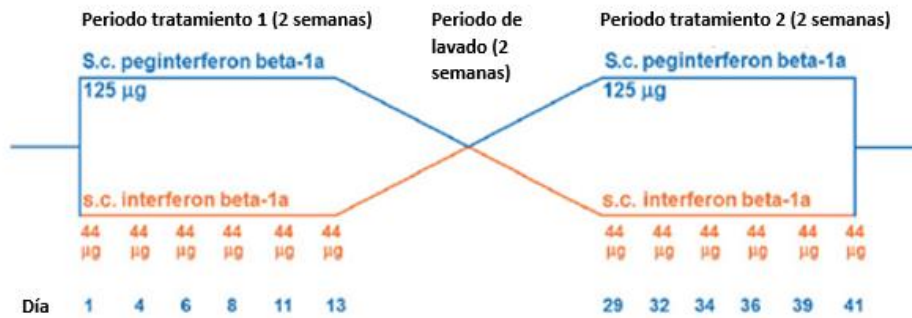 Periodo tratamiento 1 (2 semanas)
Periodo de
lavado (2
semanas)
Periodo tratamiento 2 (2 semanas)
S.c. peginterferon beta-1a
125 µg
S.c. peginterferon beta-1a
125 µg
s.c. interferon beta-1a
s.c. interferon beta-1a
44 44 44 44 44 44
µg µg µg µg µg µg
44 44 44 44 44 44
µg µg µg µg µg µg
Día 1 4 6 8 11 13 29 32 34 36 39 41